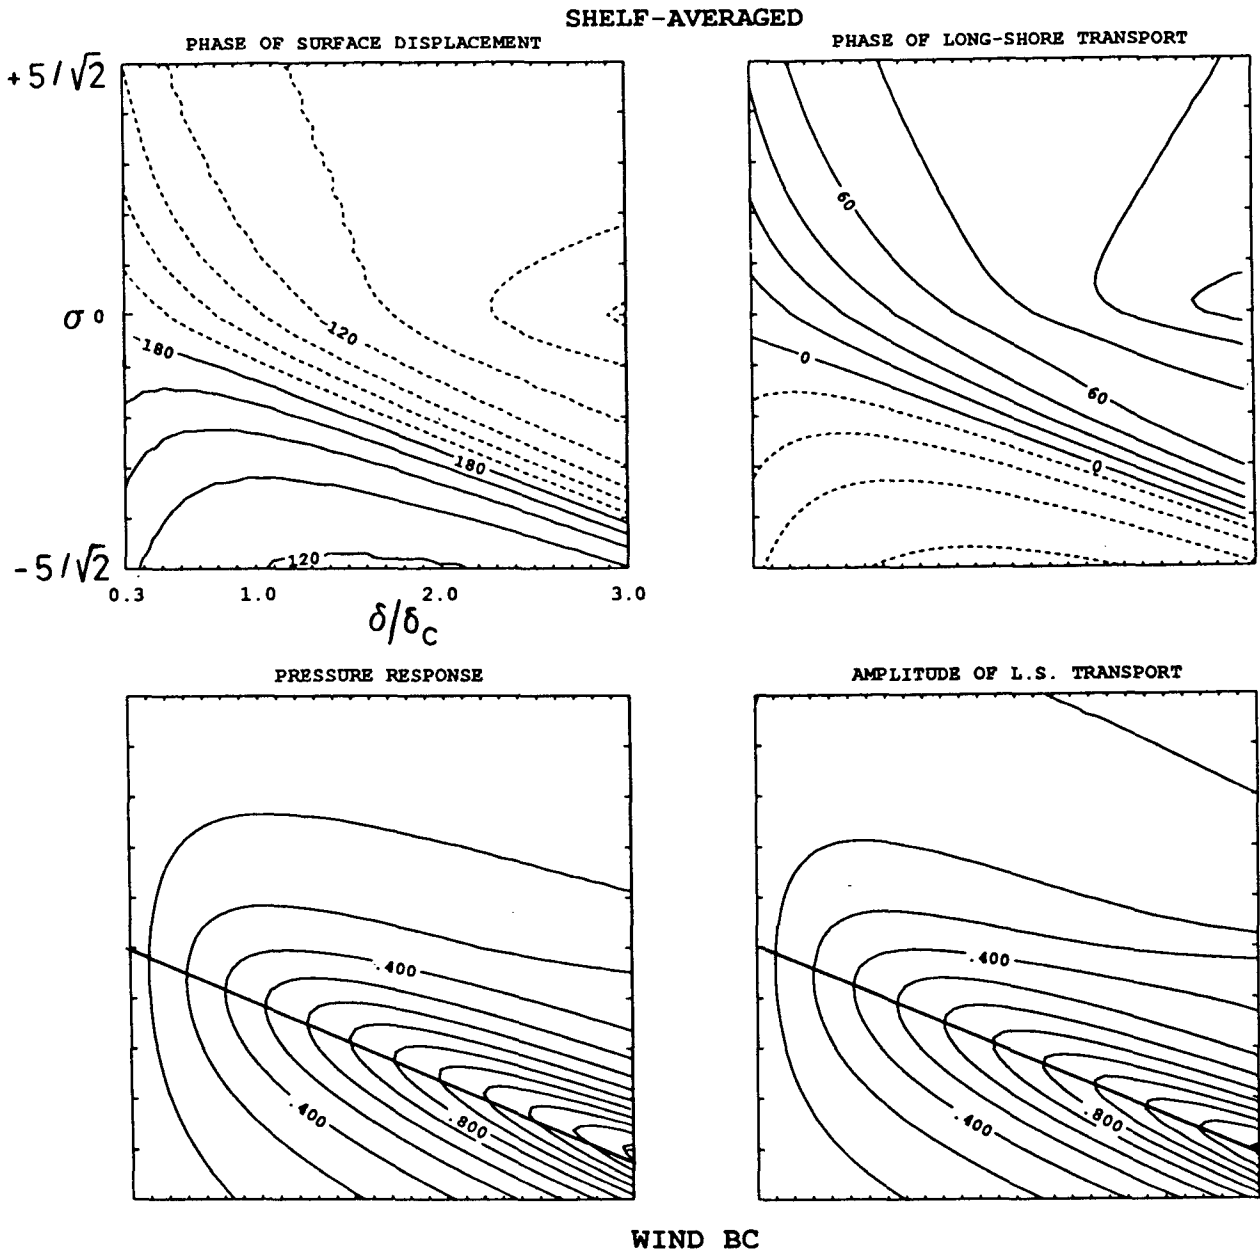 SHELF-AVERAGED
PHASE OF SURFACE DISPLACEMENT
PHASE OF LONG-SHORE TRANSPORT
+5/√2
σ 0
-5/√2
120
180
180
120
0.3 1.0 2.0 3.0
δ/δc
60
0
60
0
PRESSURE RESPONSE
AMPLITUDE OF L.S. TRANSPORT
.400
.400
.800
.400
.400
.800
WIND BC